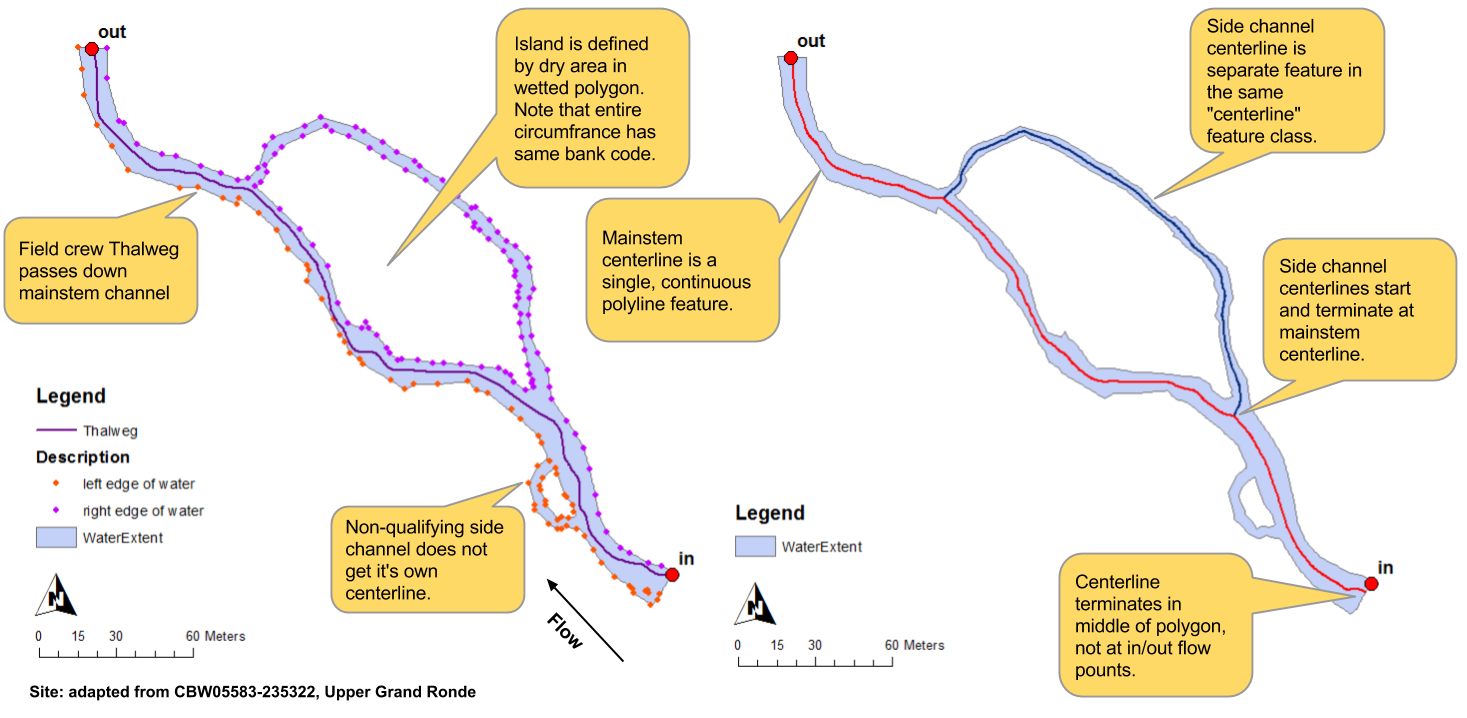 out
Island is defined
by dry area in
wetted polygon.
Note that entire
circumfrance has
same bank code.
Field crew Thalweg
passes down
mainstem channel
Legend
Thalweg
Description
left edge of water
right edge of water
WaterExtent
Non-qualifying side
channel does not
get it's own
centerline.
in
Flow
N
0 15 30 60 Meters
Site: adapted from CBW05583-235322, Upper Grand Ronde
out
Side channel
centerline is
separate feature in
the same
"centerline"
feature class.
Mainstem
centerline is a
single, continuous
polyline feature.
Side channel
centerlines start
and terminate at
mainstem
centerline.
Legend
WaterExtent
in
Centerline
terminates in
middle of polygon,
not at in/out flow
pounts.
N
0 15 30 60 Meters